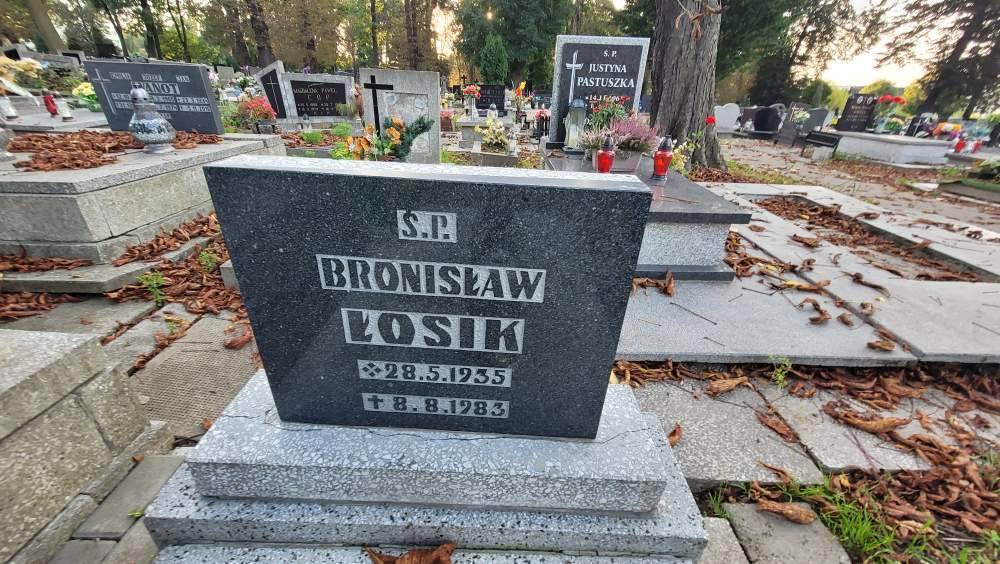 Ś.P.
BRONISŁAW
ŁOSIK
28.5.1935
8.8.1983
Ś.P.
JUSTYNA
PASTUSZKA